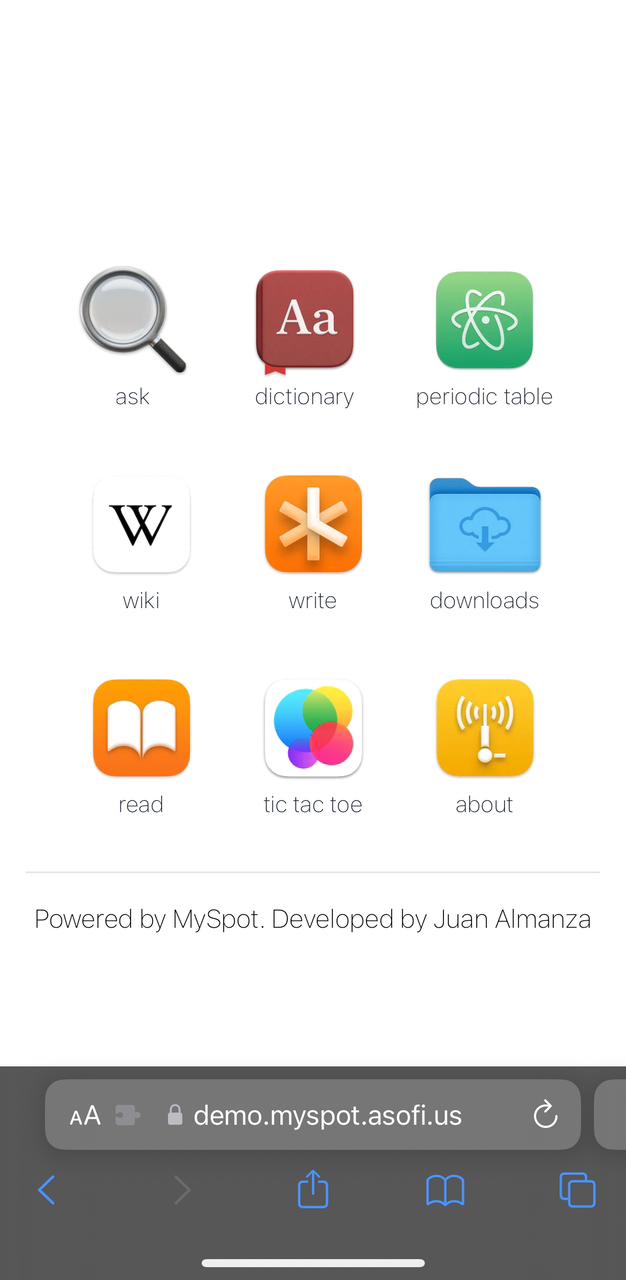 Aa
ask
dictionary
periodic table
W
wiki
write
downloads
read
tic tac toe
about
Powered by MySpot. Developed by Juan Almanza
AA
demo.myspot.asofi.us